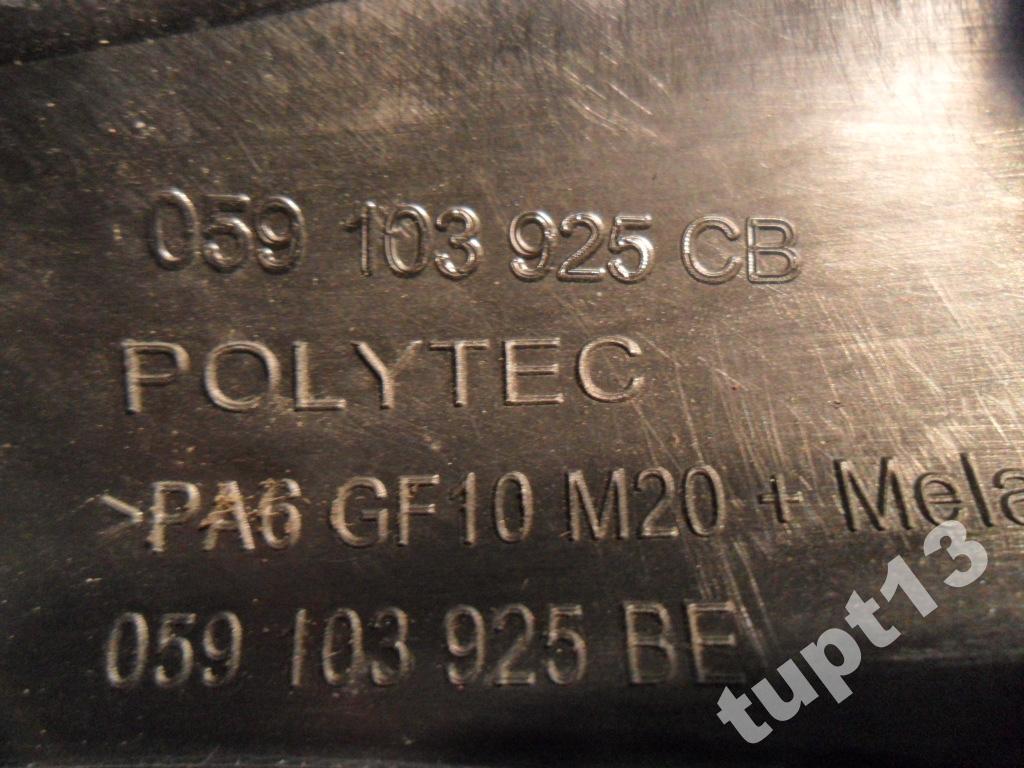 059 103 925 CB
POLYTEC
>PA6 GF10 M20 + Mela
059 103 925 BE
tupt13